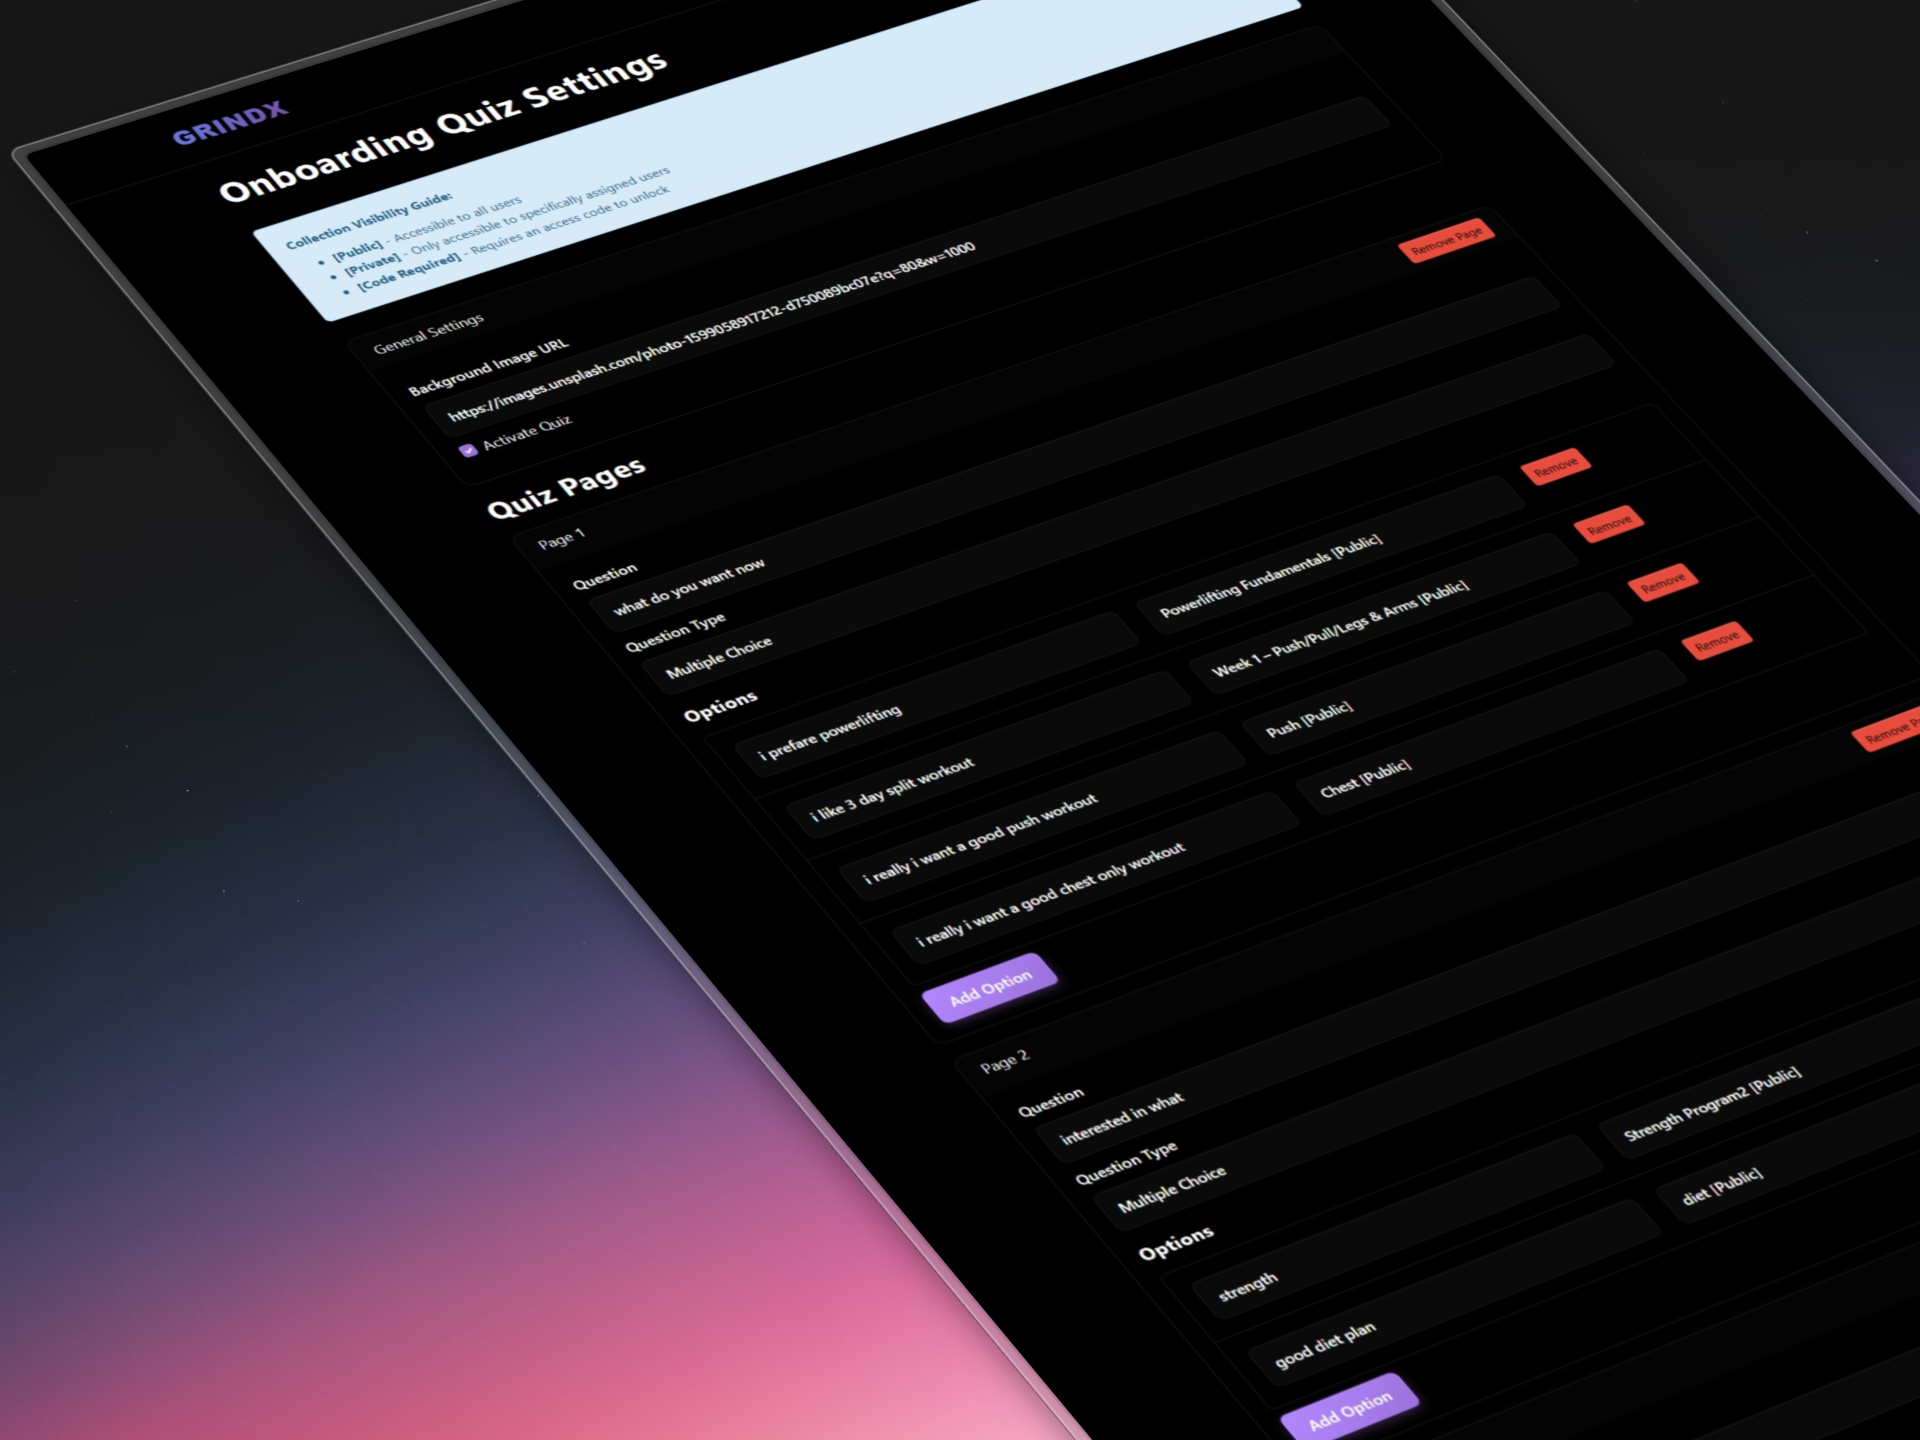 GRINDX
Onboarding Quiz Settings
Collection Visibility Guide:
• [Public] - Accessible to all users
• [Private] - Only accessible to specifically assigned users
• [Code Required] - Requires an access code to unlock
General Settings
Background Image URL
https://images.unsplash.com/photo-1599058917212-d750089bc07e?q=80&w=1000
Activate Quiz
Quiz Pages
Page 1
Remove Page
Question
what do you want now
Question Type
Multiple Choice
Options
i prefare powerlifting
Powerlifting Fundamentals [Public]
Remove
i like 3 day split workout
Week 1 – Push/Pull/Legs & Arms [Public]
Remove
i really i want a good push workout
Push [Public]
Remove
i really i want a good chest only workout
Chest [Public]
Remove
Add Option
Page 2
Remove
Question
interested in what
Question Type
Multiple Choice
Options
strength
Strength Program2 [Public]
good diet plan
diet [Public]
Add Option